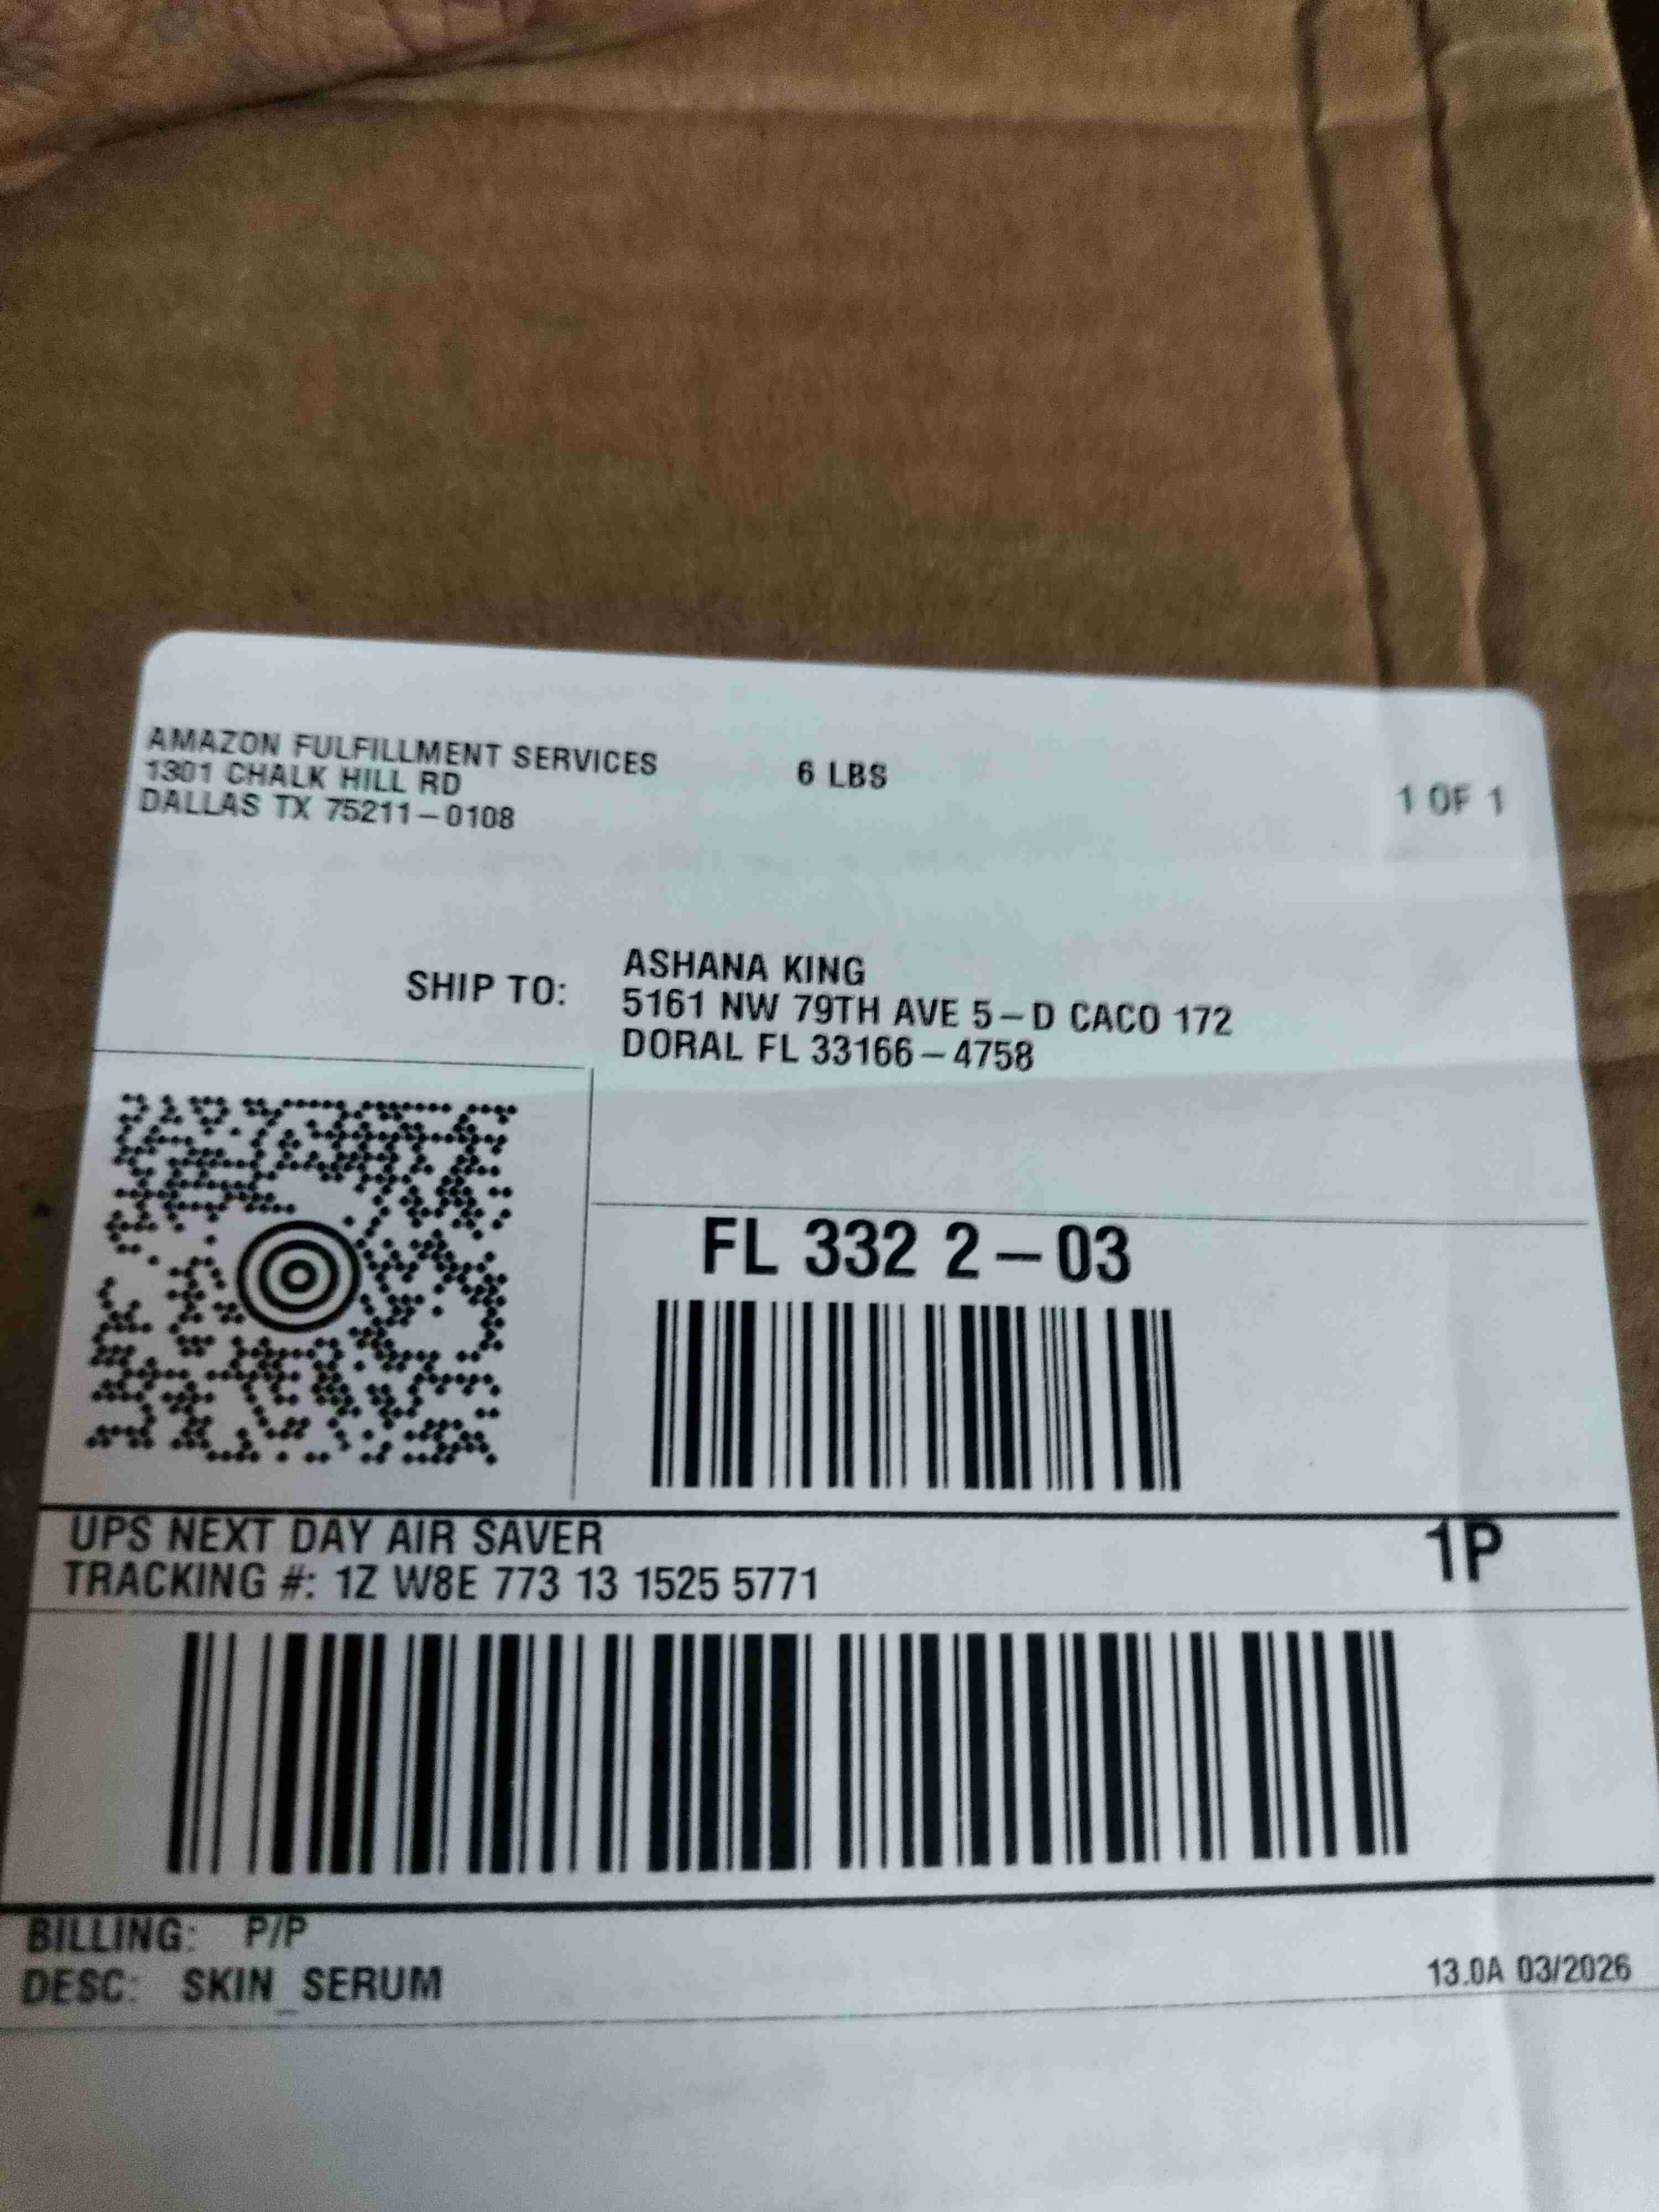 AMAZON FULFILLMENT SERVICES
1301 CHALK HILL RD
DALLAS TX 75211-0108
6 LBS
1 OF 1
SHIP TO:
ASHANA KING
5161 NW 79TH AVE 5-D CACO 172
DORAL FL 33166-4758
FL 332 2-03
UPS NEXT DAY AIR SAVER
TRACKING #: 1Z W8E 773 13 1525 5771
1P
BILLING: P/P
DESC: SKIN_SERUM
13.0A 03/2026